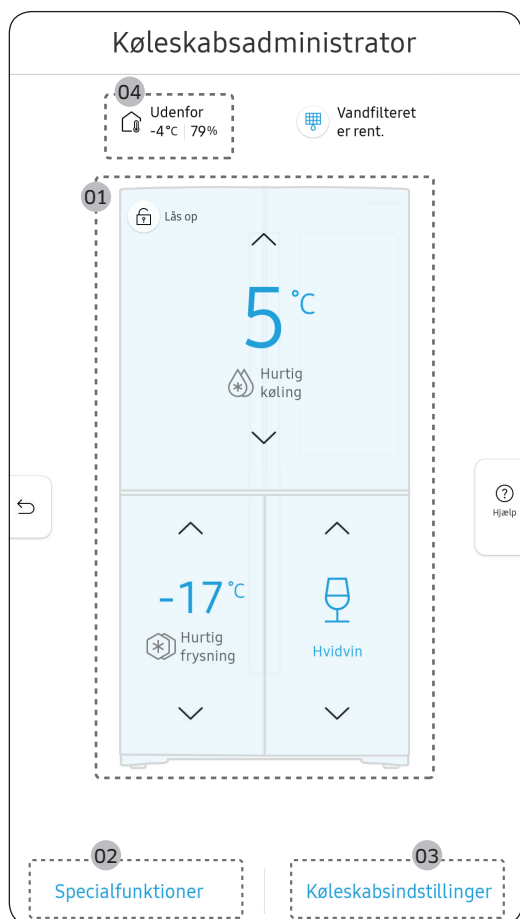 Køleskabsadministrator
04
Udenfor
-4°C | 79%
Vandfilteret
er rent.
01
Lås op
5 °C
Hurtig
køling
Hjælp
-17 °C
Hurtig
frysning
Hvidvin
02
03
Specialfunktioner
Køleskabsindstillinger